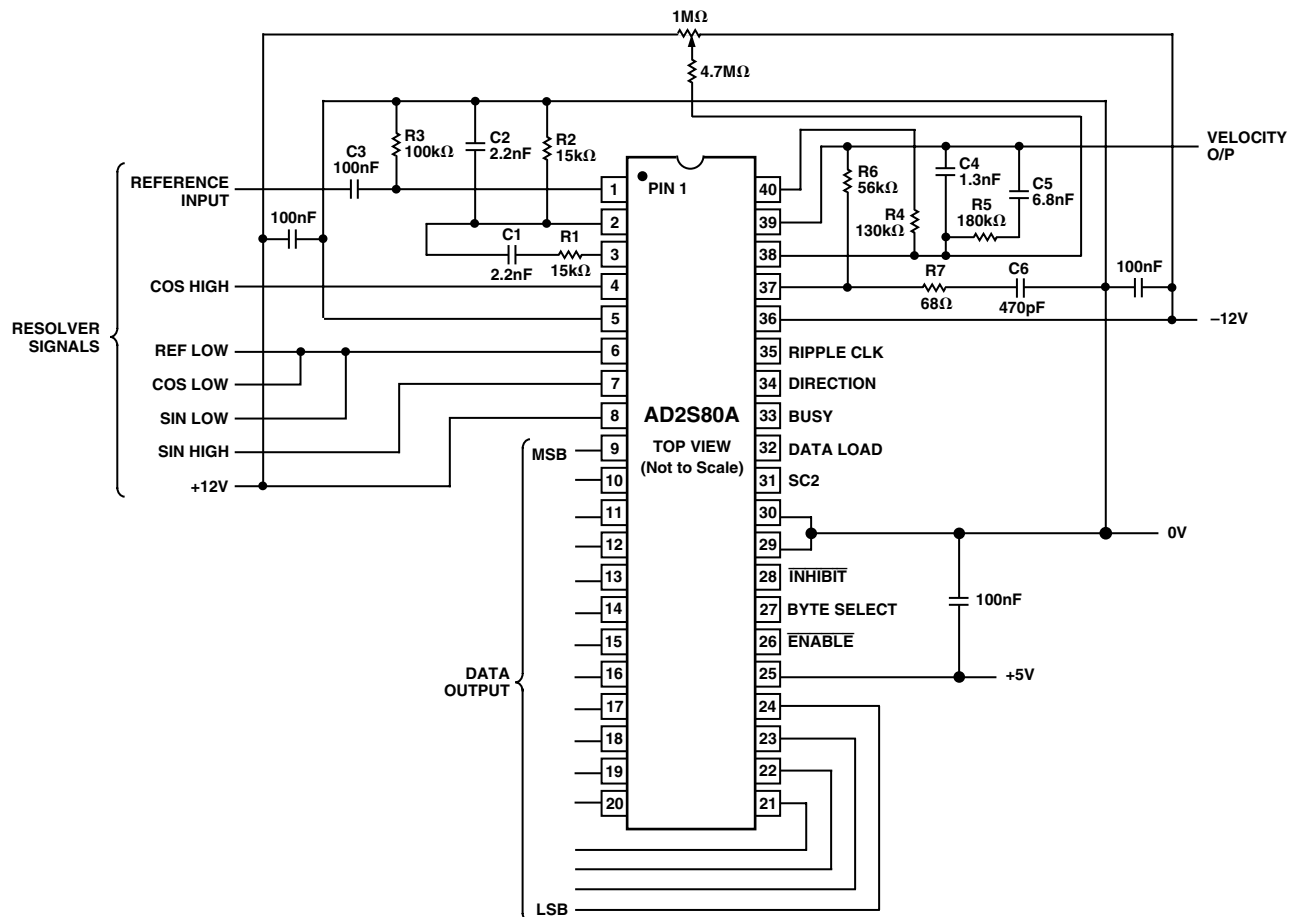 1MΩ
4.7MΩ
R3
100kΩ
C2
2.2nF
R2
15kΩ
C3
100nF
REFERENCE
INPUT
100nF
C1
2.2nF
R1
15kΩ
COS HIGH
RESOLVER
SIGNALS
REF LOW
COS LOW
SIN LOW
SIN HIGH
+12V
VELOCITY
O/P
R6
56kΩ
R4
130kΩ
C4
1.3nF
C5
6.8nF
R5
180kΩ
R7
68Ω
C6
470pF
100nF
–12V
PIN 1
AD2S80A
TOP VIEW
(Not to Scale)
1
2
3
4
5
6
7
8
9
10
11
12
13
14
15
16
17
18
19
20
40
39
38
37
36
35 RIPPLE CLK
34 DIRECTION
33 BUSY
32 DATA LOAD
31 SC2
30
29
28 INHIBIT
27 BYTE SELECT
26 ENABLE
25
24
23
22
21
0V
100nF
+5V
MSB
DATA
OUTPUT
LSB